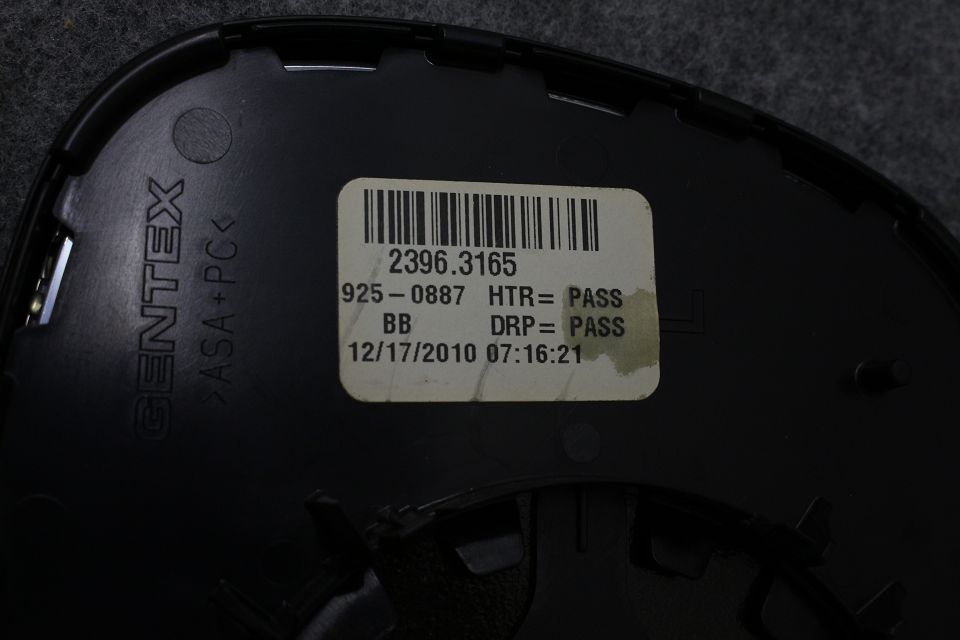 GENTEX
>ASA+PC<
2396.3165
925-0887 HTR= PASS
BB DRP= PASS
12/17/2010 07:16:21
L